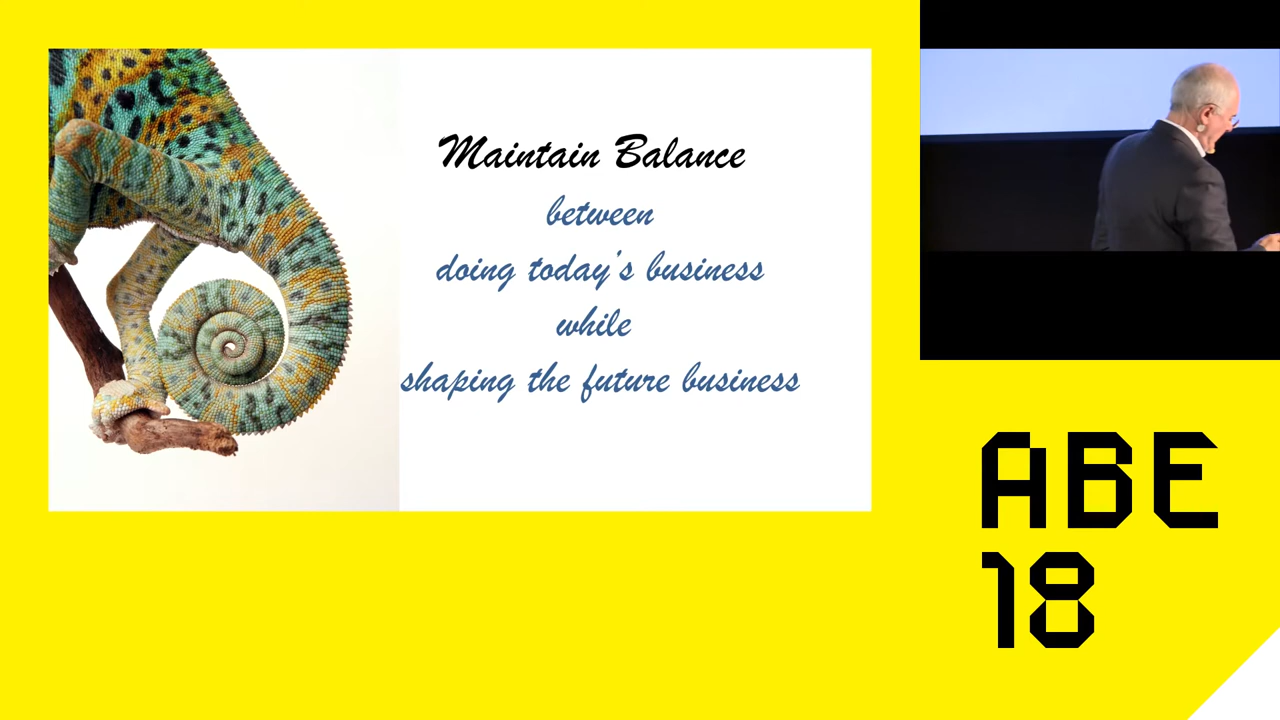 Maintain Balance
between
doing today's business
while
shaping the future business
ABE
18